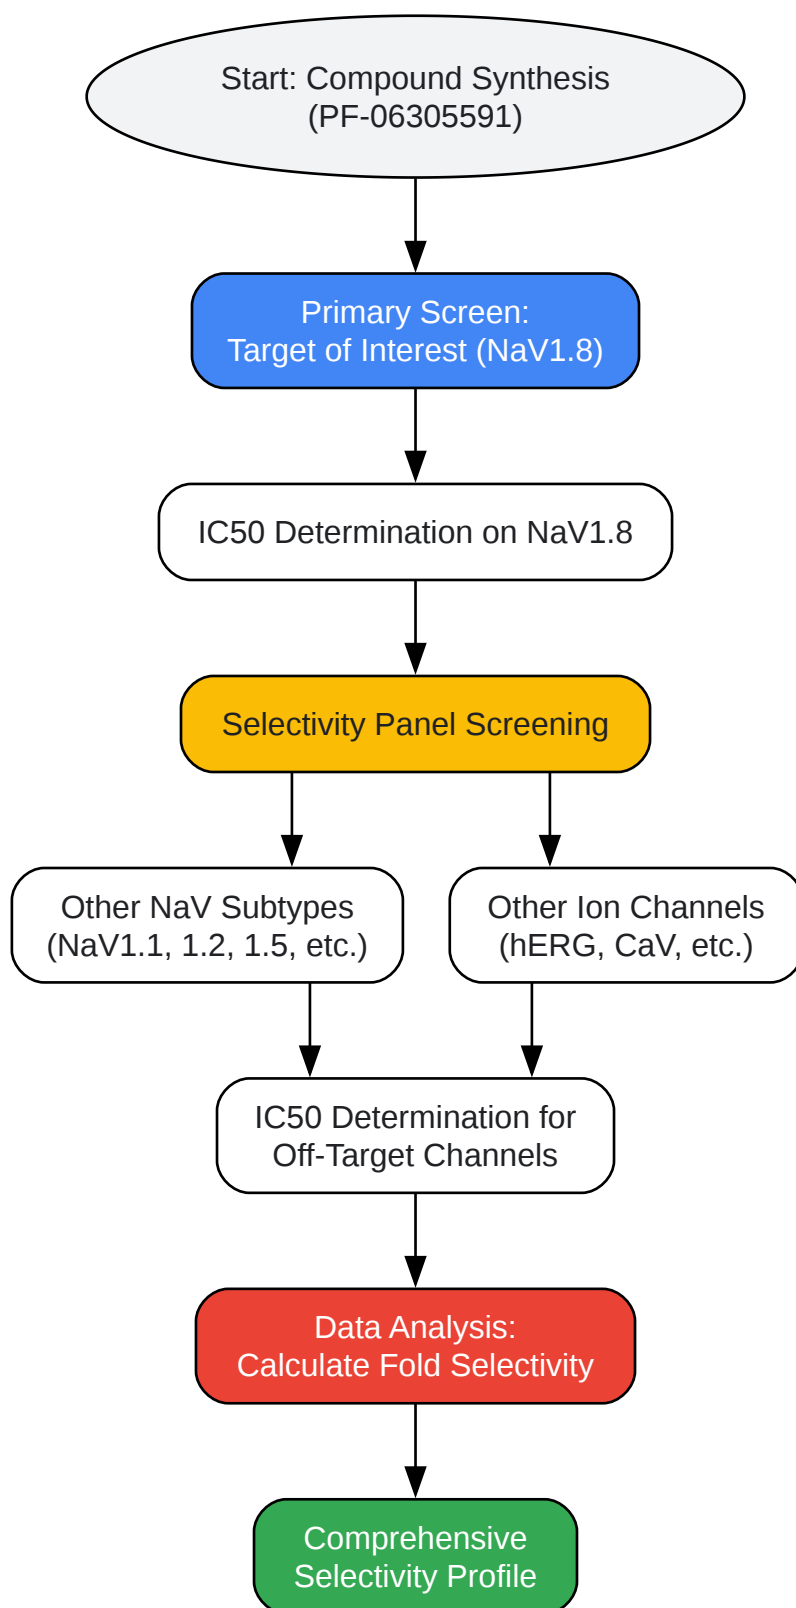 Start: Compound Synthesis
(PF-06305591)
Primary Screen:
Target of Interest (NaV1.8)
IC50 Determination on NaV1.8
Selectivity Panel Screening
Other NaV Subtypes
(NaV1.1, 1.2, 1.5, etc.)
Other Ion Channels
(hERG, CaV, etc.)
IC50 Determination for
Off-Target Channels
Data Analysis:
Calculate Fold Selectivity
Comprehensive
Selectivity Profile